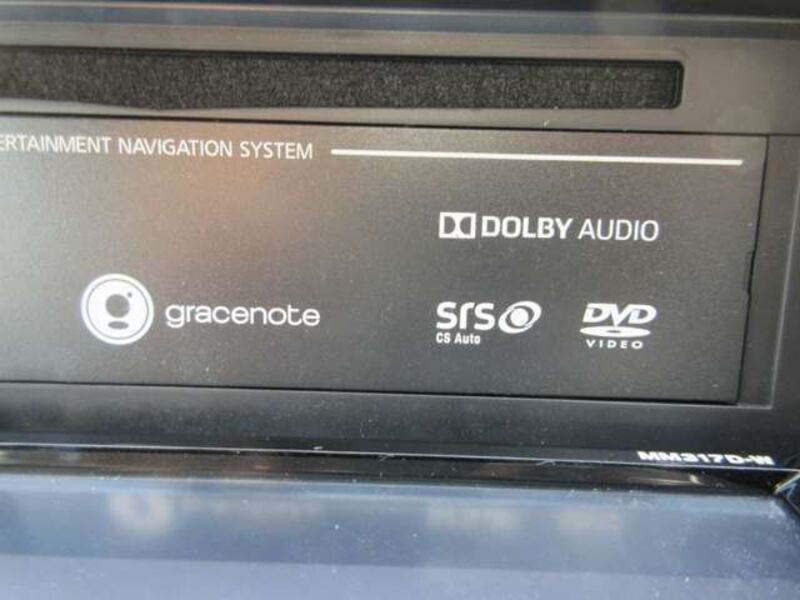 ERTAINMENT NAVIGATION SYSTEM
DOLBY AUDIO
gracenote
SRS
CS Auto
DVD
VIDEO
MM317D-W